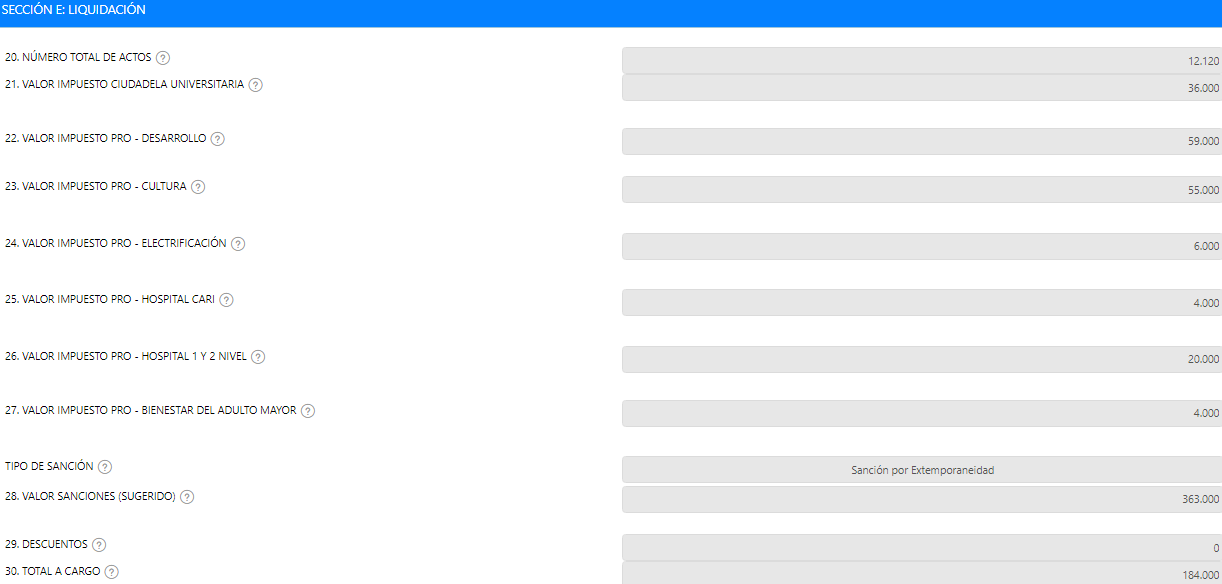 SECCIÓN E: LIQUIDACIÓN
20. NÚMERO TOTAL DE ACTOS ? 12.120
21. VALOR IMPUESTO CIUDADELA UNIVERSITARIA ? 36.000
22. VALOR IMPUESTO PRO - DESARROLLO ? 59.000
23. VALOR IMPUESTO PRO - CULTURA ? 55.000
24. VALOR IMPUESTO PRO - ELECTRIFICACIÓN ? 6.000
25. VALOR IMPUESTO PRO - HOSPITAL CARI ? 4.000
26. VALOR IMPUESTO PRO - HOSPITAL 1 Y 2 NIVEL ? 20.000
27. VALOR IMPUESTO PRO - BIENESTAR DEL ADULTO MAYOR ? 4.000
TIPO DE SANCIÓN ? Sanción por Extemporaneidad
28. VALOR SANCIONES (SUGERIDO) ? 363.000
29. DESCUENTOS ? 0
30. TOTAL A CARGO ? 184.000